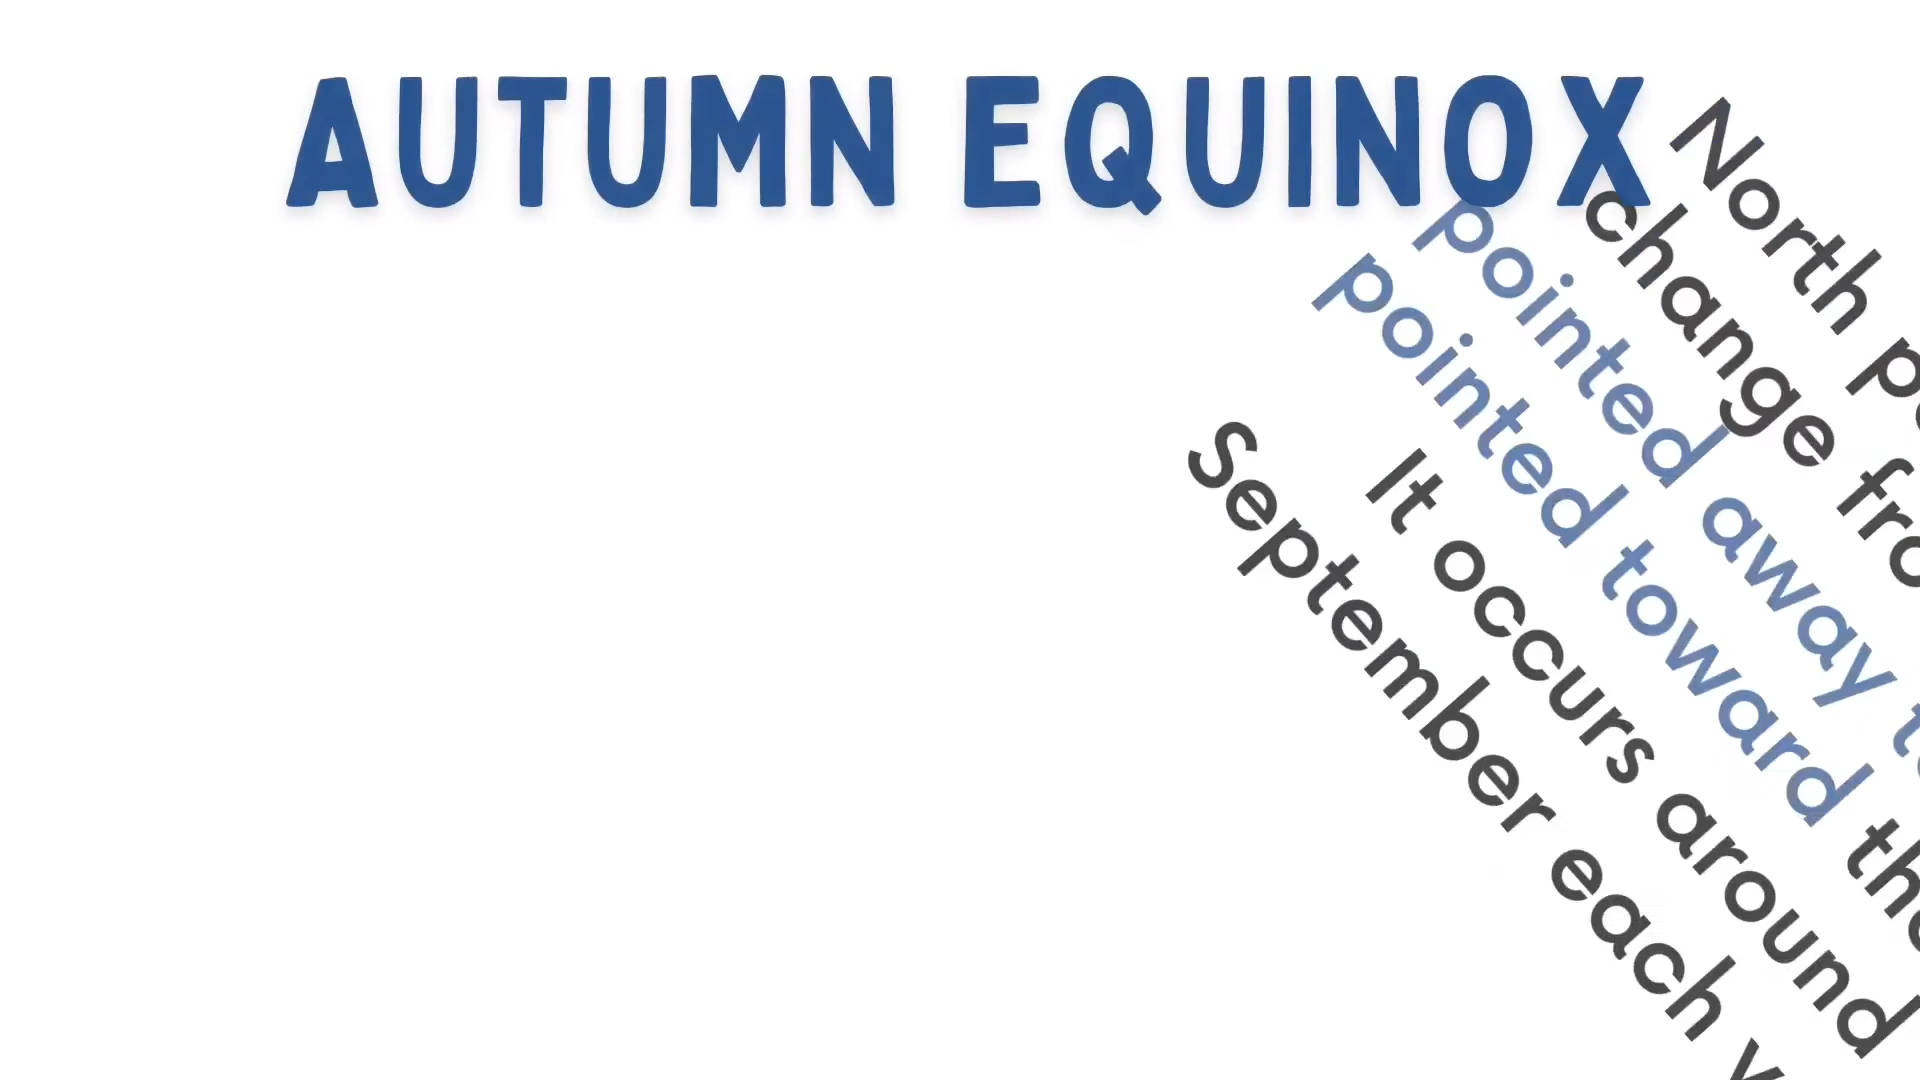 AUTUMN EQUINOX
North
change
pointed away
pointed toward
It occurs around
September each